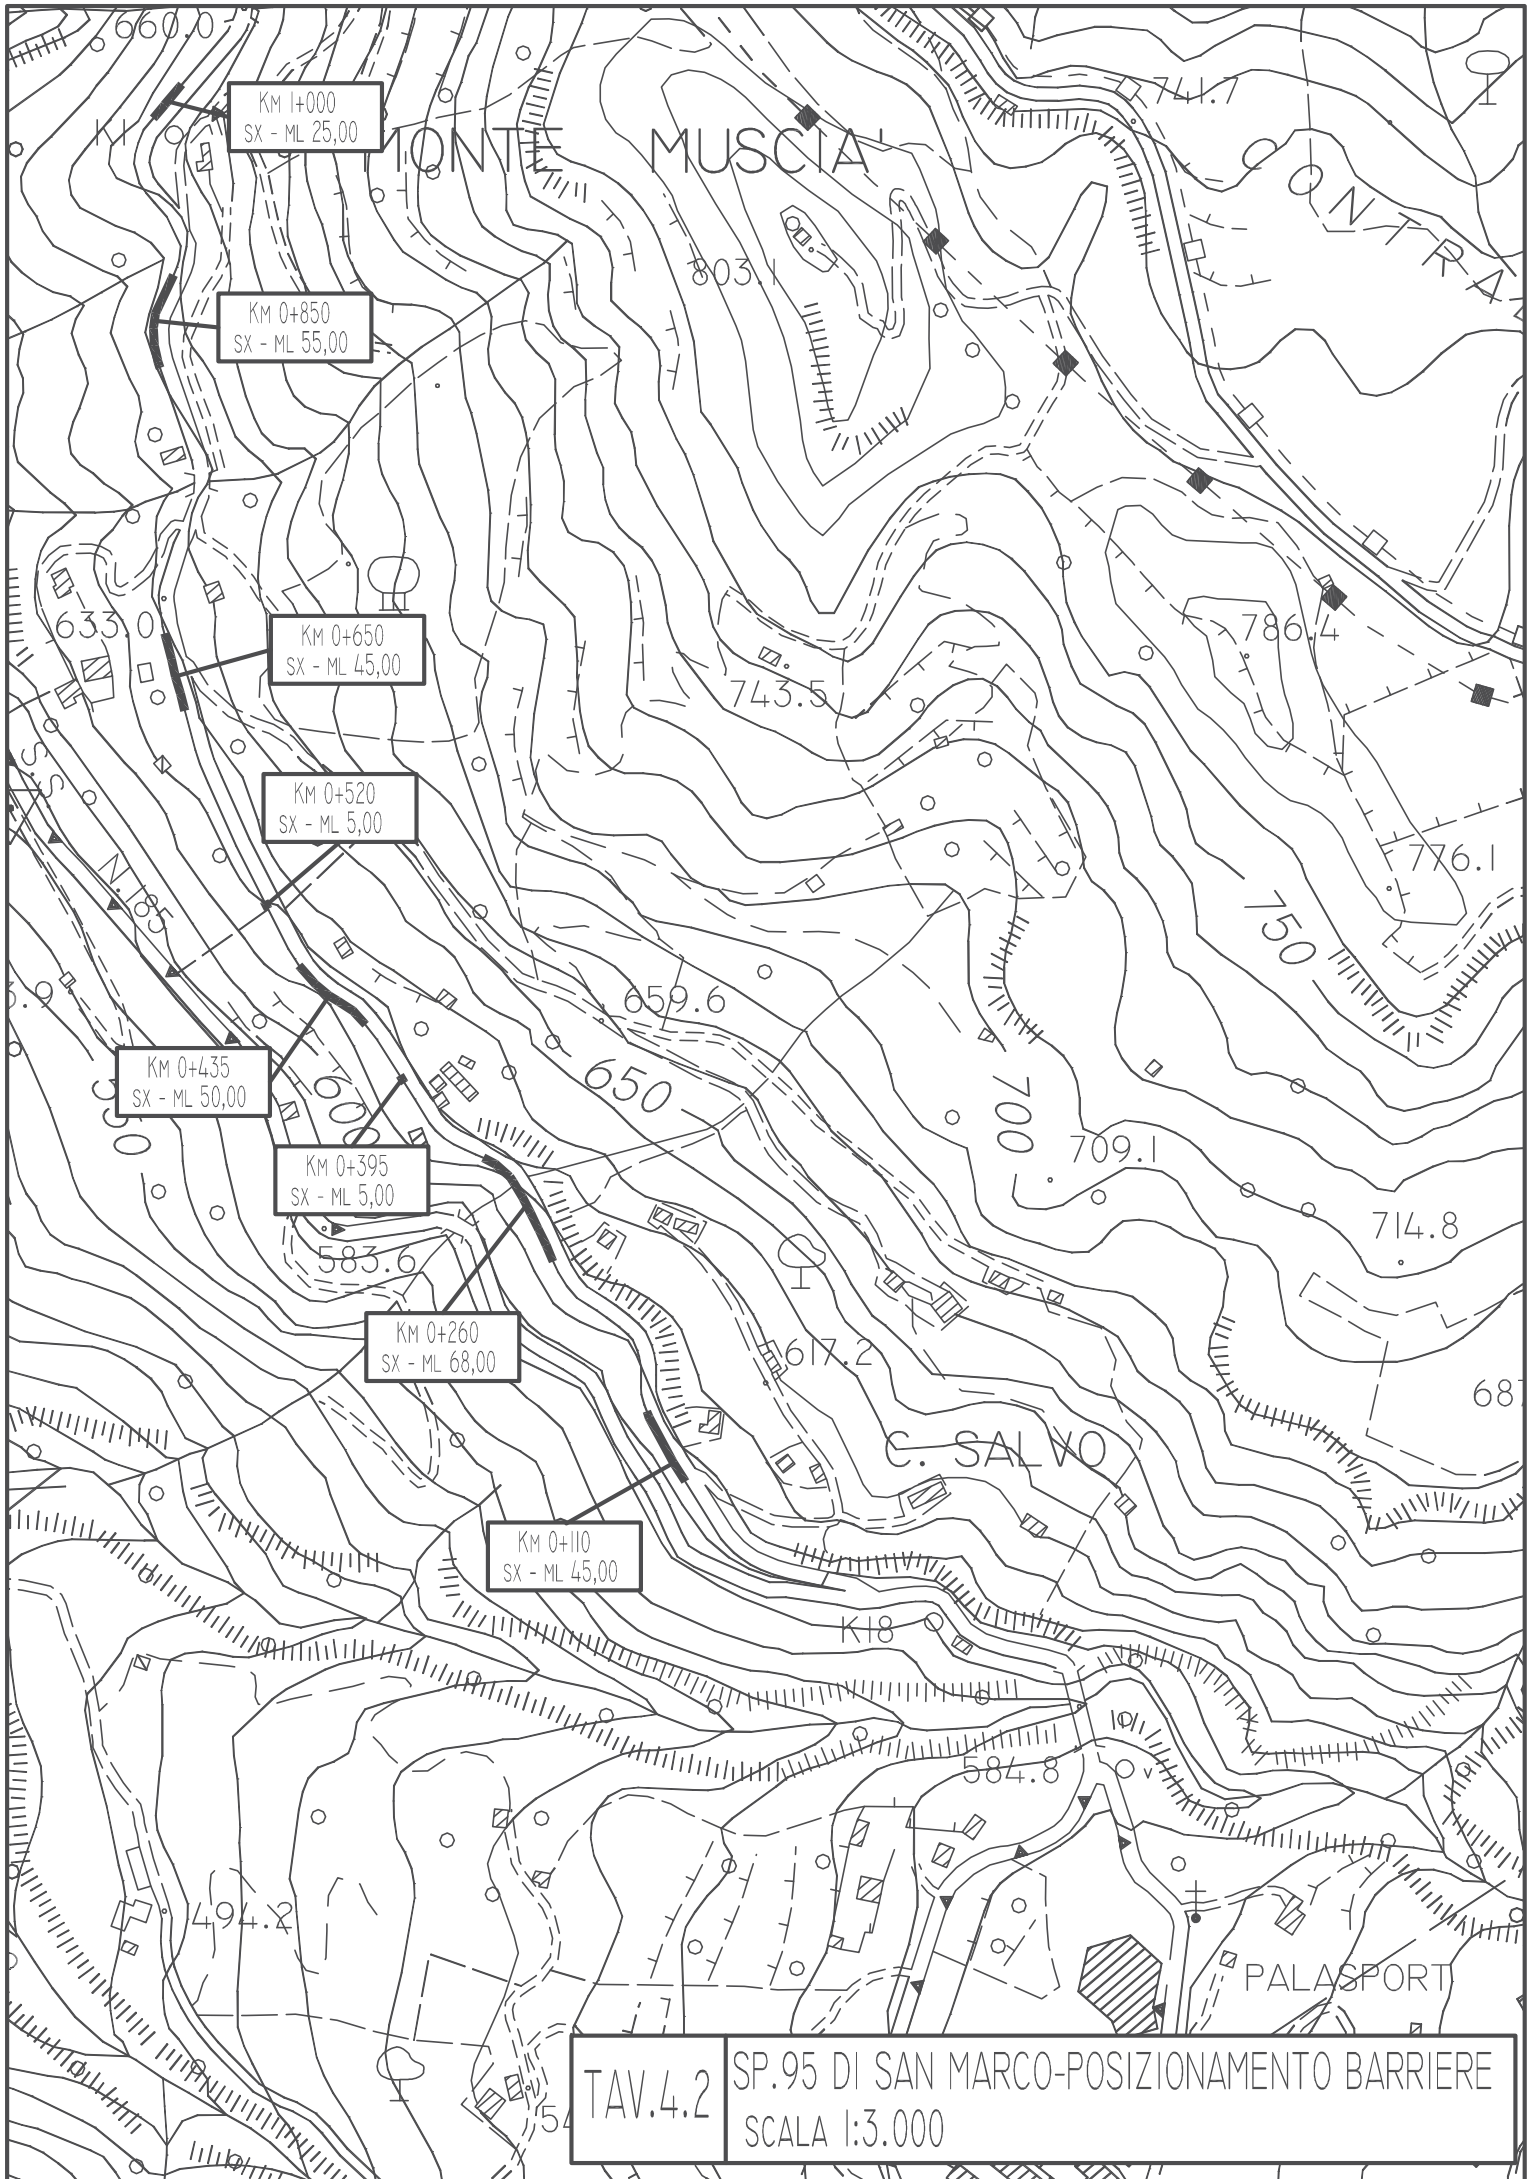 660.0
KM 1+000
SX - ML 25,00
741.7
MONTE MUSCIA'
CONTRA
803.1
KM 0+850
SX - ML 55,00
633.0
KM 0+650
SX - ML 45,00
786.4
743.5
S.S.
N.185
KM 0+520
SX - ML 5,00
776.1
750
659.6
KM 0+435
SX - ML 50,00
600
650
700
709.1
KM 0+395
SX - ML 5,00
714.8
583.6
KM 0+260
SX - ML 68,00
617.2
687
C. SALVO
KM 0+110
SX - ML 45,00
K18
584.8
494.2
PALASPORT
TAV.4.2
SP.95 DI SAN MARCO-POSIZIONAMENTO BARRIERE
SCALA 1:3.000